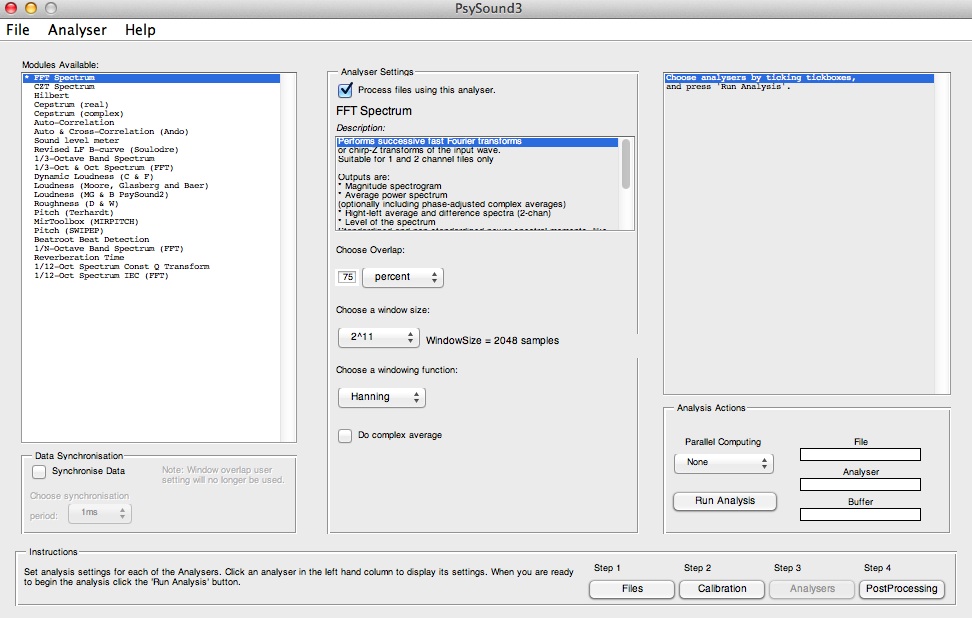 PsySound3
File Analyser Help
Modules Available:
* FFT Spectrum
CZT Spectrum
Hilbert
Cepstrum (real)
Cepstrum (complex)
Auto-Correlation
Auto & Cross-Correlation (Ando)
Sound level meter
Revised LF B-curve (Soulodre)
1/3-Octave Band Spectrum
1/3-Oct & Oct Spectrum (FFT)
Dynamic Loudness (C & F)
Loudness (Moore, Glasberg and Baer)
Loudness (MG & B PsySound2)
Roughness (D & W)
Pitch (Terhardt)
MirToolbox (MIRPITCH)
Pitch (SWIPEP)
Beatroot Beat Detection
1/N-Octave Band Spectrum (FFT)
Reverberation Time
1/12-Oct Spectrum Const Q Transform
1/12-Oct Spectrum IEC (FFT)
Data Synchronisation
Synchronise Data
Note: Window overlap user
setting will no longer be used.
Choose synchronisation
period: 1ms
Analyser Settings
Process files using this analyser.
FFT Spectrum
Description:
Performs successive fast Fourier transforms
or chirp-Z transforms of the input wave.
Suitable for 1 and 2 channel files only
Outputs are:
* Magnitude spectrogram
* Average power spectrum
(optionally including phase-adjusted complex averages)
* Right-left average and difference spectra (2-chan)
* Level of the spectrum
Standardised and non-standardised power spectral moments, like
Choose Overlap:
75 percent
Choose a window size:
2^11 WindowSize = 2048 samples
Choose a windowing function:
Hanning
Do complex average
Choose analysers by ticking tickboxes,
and press 'Run Analysis'.
Analysis Actions
Parallel Computing
None
Run Analysis
File
Analyser
Buffer
Instructions
Set analysis settings for each of the Analysers. Click an analyser in the left hand column to display its settings. When you are ready
to begin the analysis click the 'Run Analysis' button.
Step 1 Step 2 Step 3 Step 4
Files Calibration Analysers PostProcessing